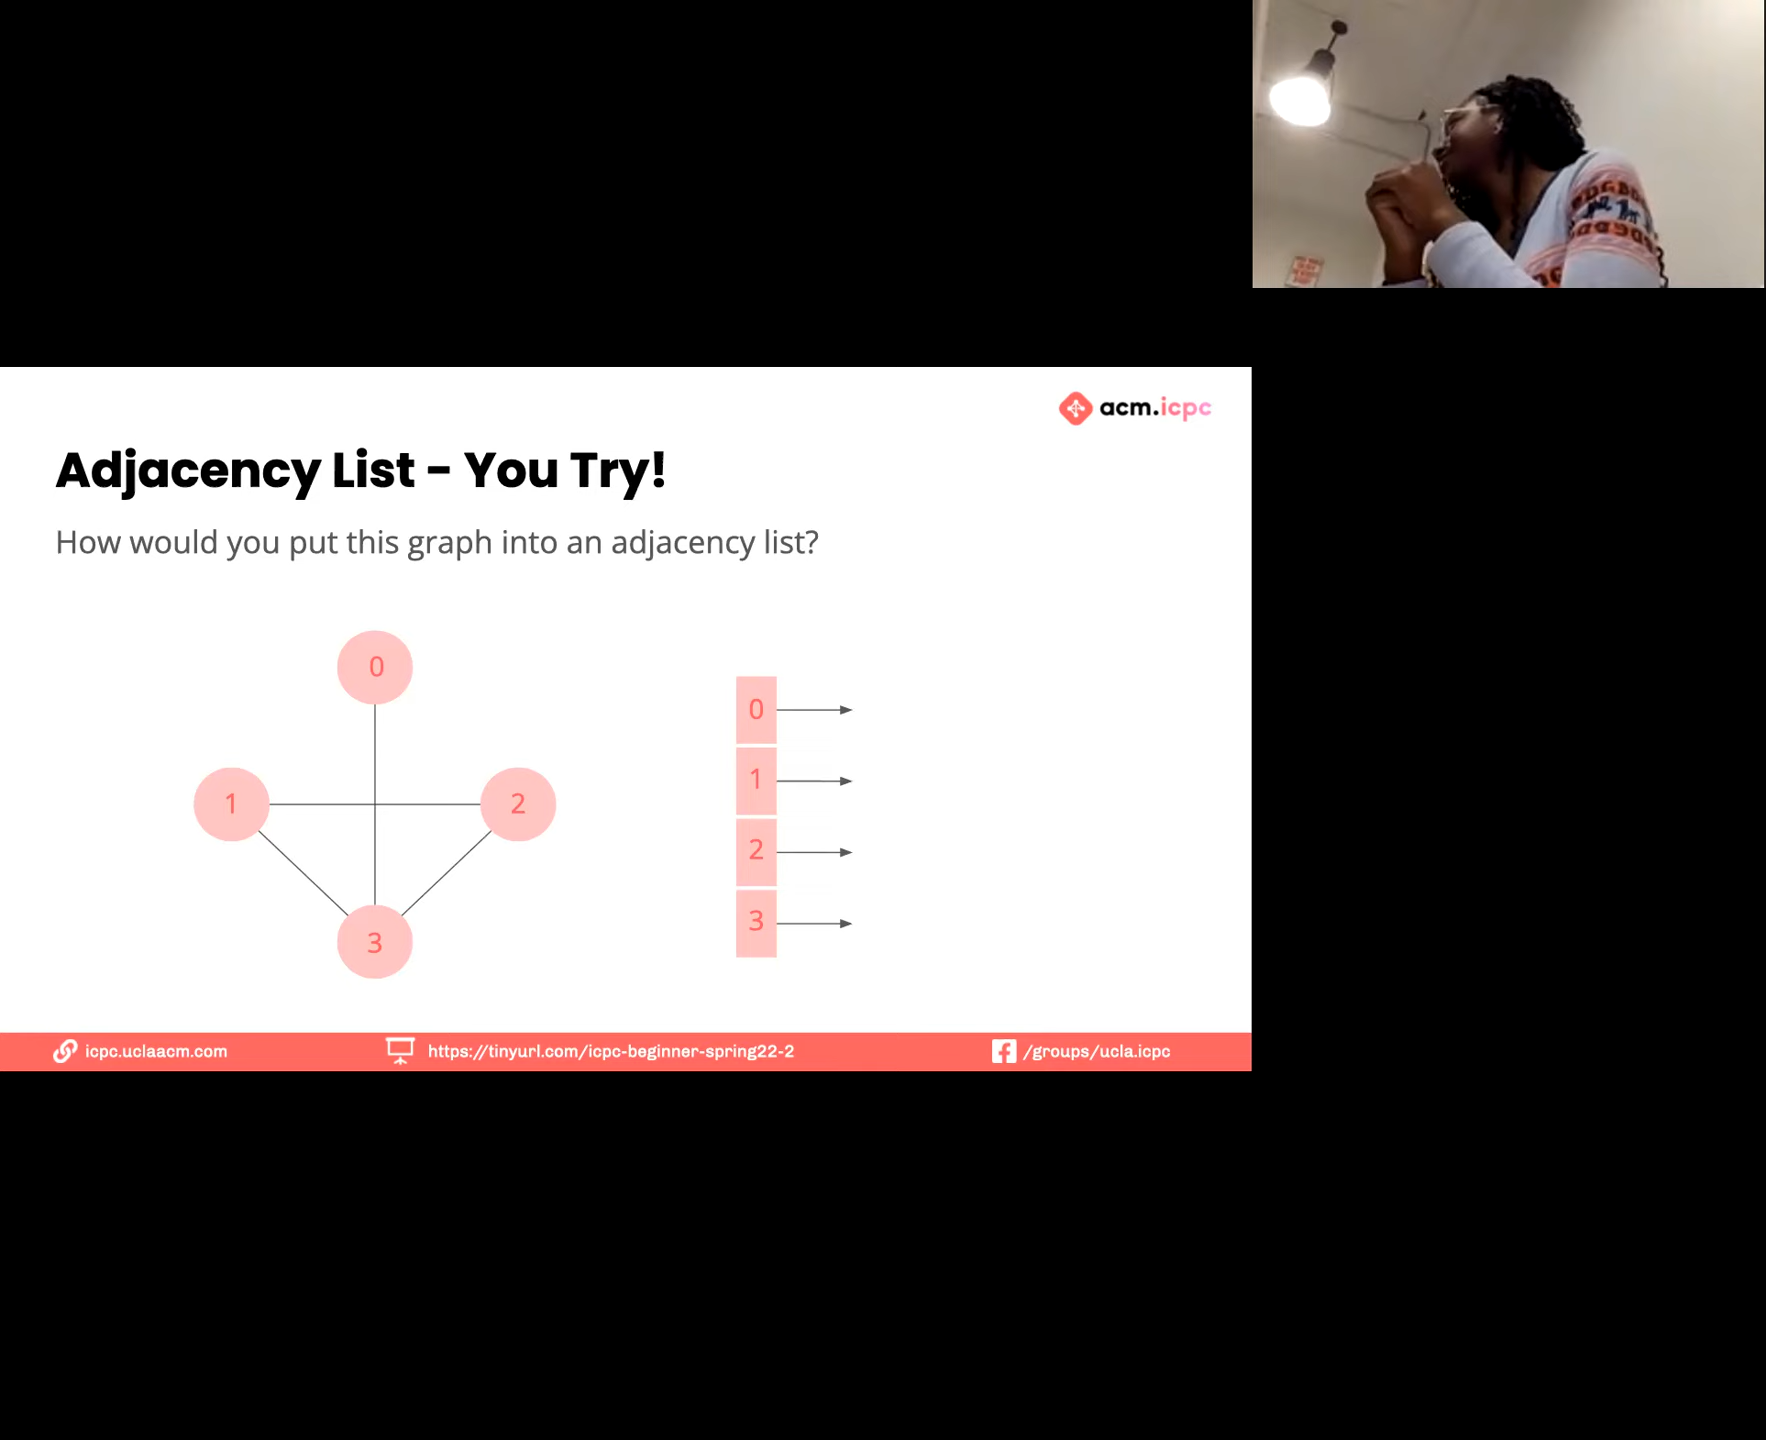 acm.icpc
Adjacency List - You Try!
How would you put this graph into an adjacency list?
0
1
2
3
0
1
2
3
icpc.uclaacm.com
https://tinyurl.com/icpc-beginner-spring22-2
/groups/ucla.icpc